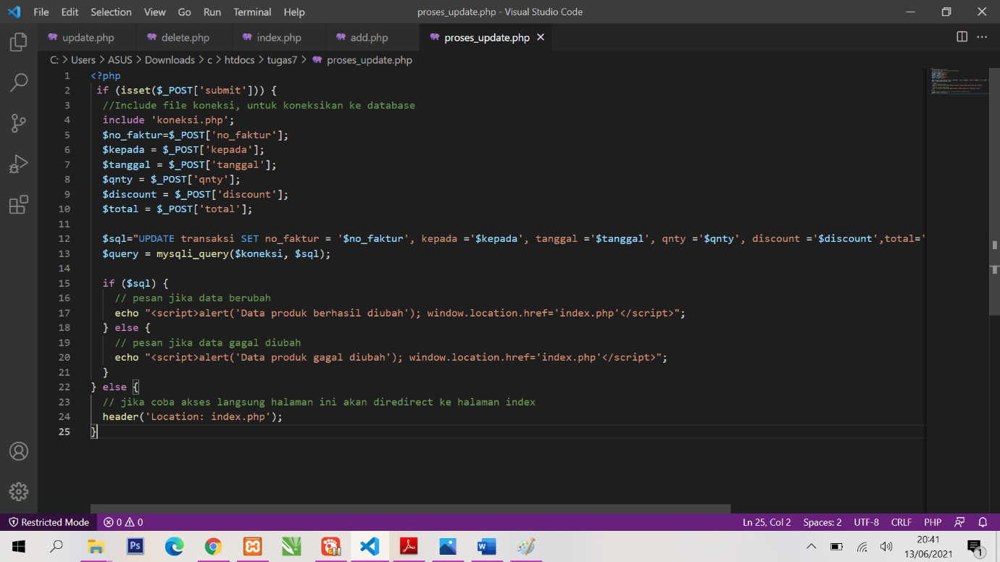 File Edit Selection View Go Run Terminal Help proses_update.php - Visual Studio Code
update.php delete.php index.php add.php proses_update.php
C: > Users > ASUS > Downloads > c > htdocs > tugas7 > proses_update.php
1 <?php
2 if (isset($_POST['submit'])) {
3 //Include file koneksi, untuk koneksikan ke database
4 include 'koneksi.php';
5 $no_faktur=$_POST['no_faktur'];
6 $kepada = $_POST['kepada'];
7 $tanggal = $_POST['tanggal'];
8 $qnty = $_POST['qnty'];
9 $discount = $_POST['discount'];
10 $total = $_POST['total'];
11
12 $sql="UPDATE transaksi SET no_faktur = '$no_faktur', kepada ='$kepada', tanggal ='$tanggal', qnty ='$qnty', discount ='$discount',total='
13 $query = mysqli_query($koneksi, $sql);
14
15 if ($sql) {
16 // pesan jika data berubah
17 echo "<script>alert('Data produk berhasil diubah'); window.location.href='index.php'</script>";
18 } else {
19 // pesan jika data gagal diubah
20 echo "<script>alert('Data produk gagal diubah'); window.location.href='index.php'</script>";
21 }
22 } else {
23 // jika coba akses langsung halaman ini akan diredirect ke halaman index
24 header('Location: index.php');
25 }
Restricted Mode 0 0 Ln 25, Col 2 Spaces: 2 UTF-8 CRLF PHP
Ps W 20:41
13/06/2021 1